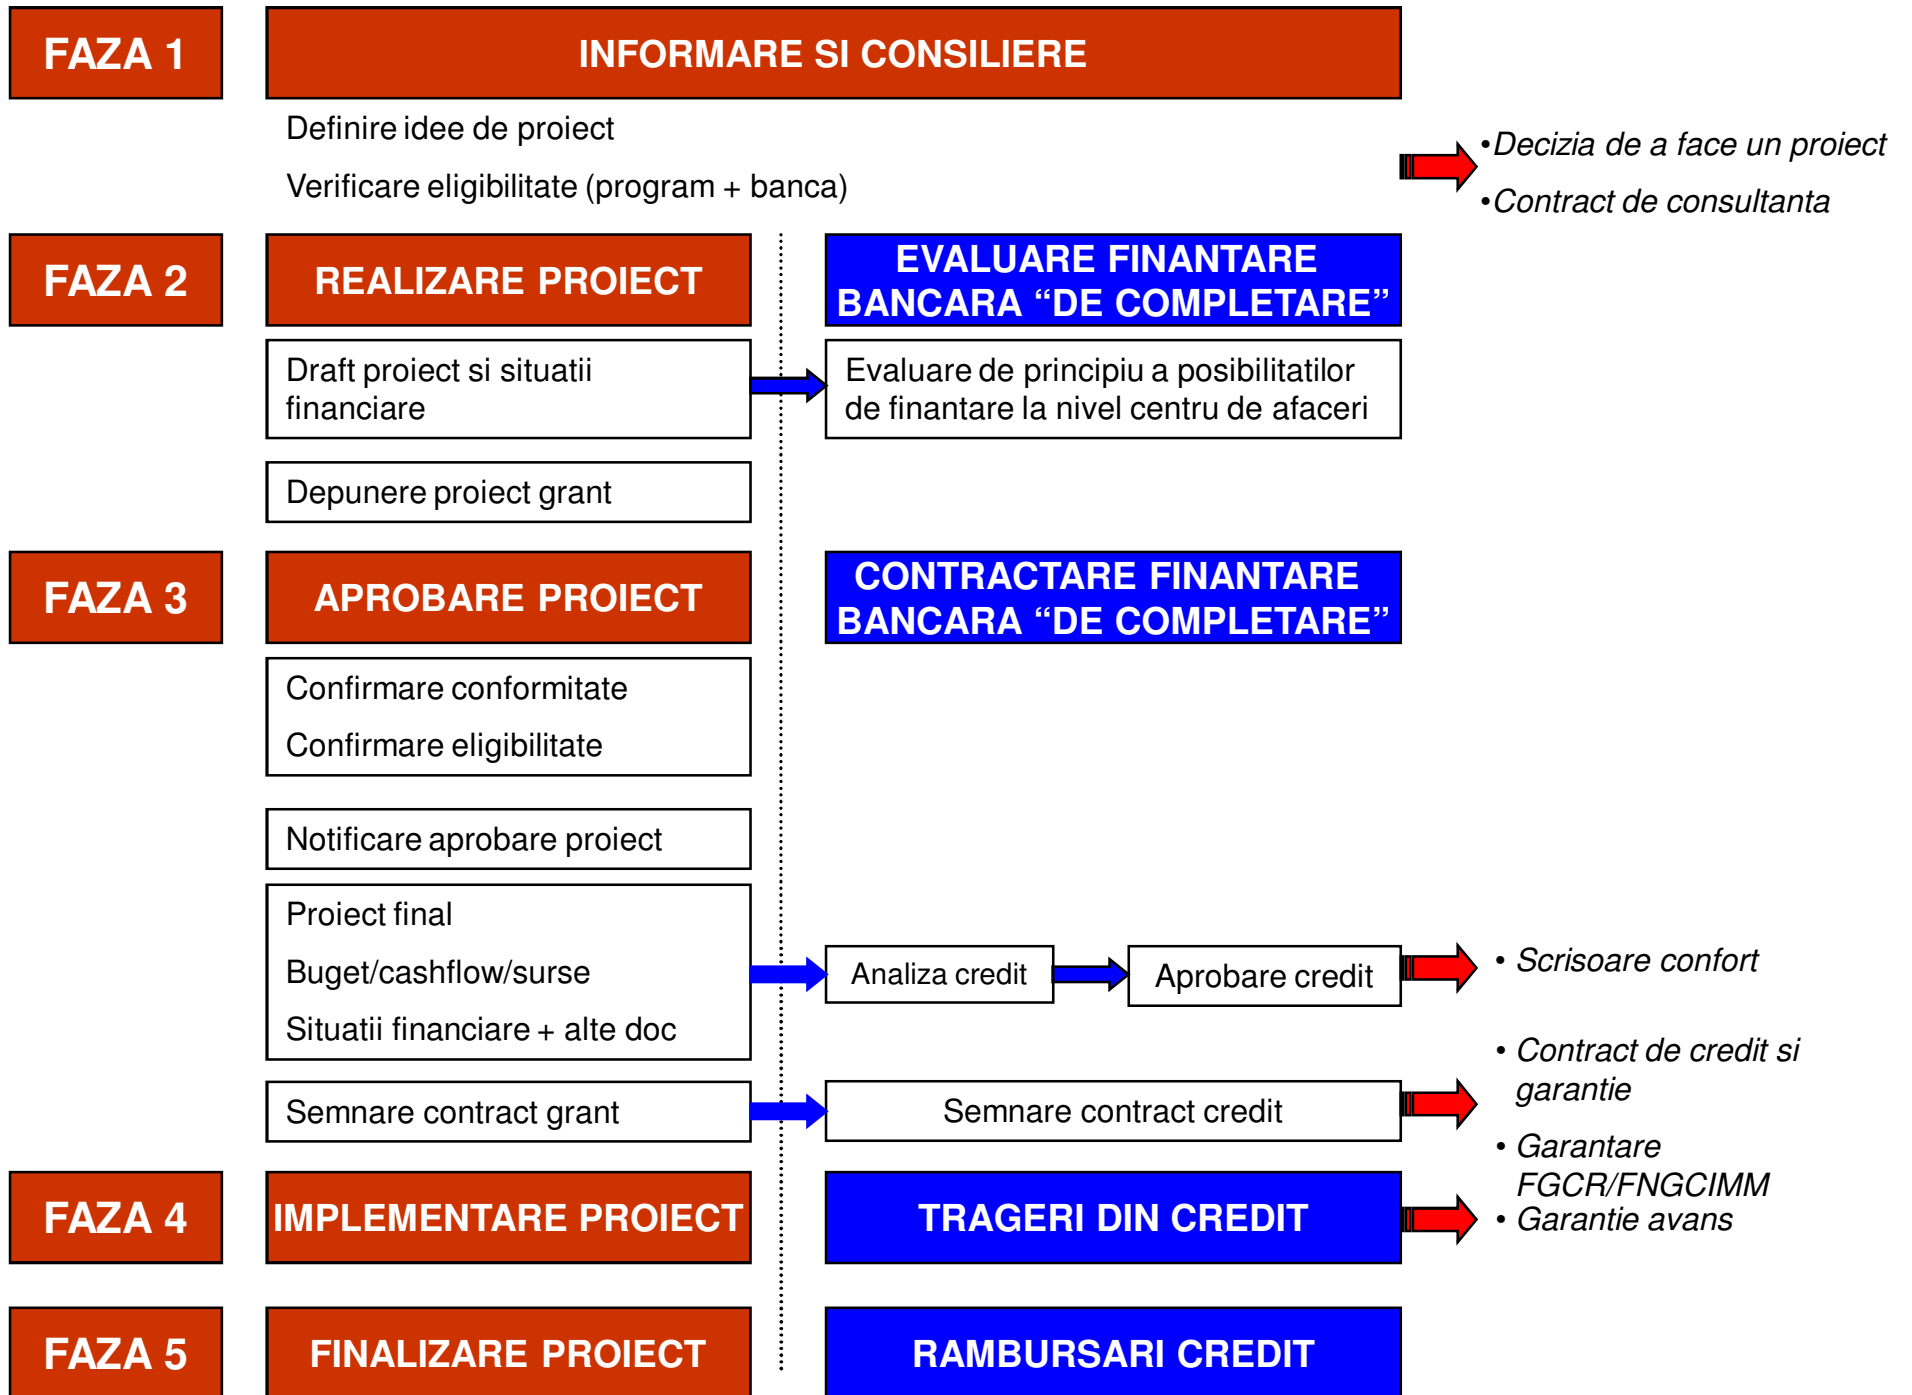 FAZA 1
INFORMARE SI CONSILIERE
Definire idee de proiect
Verificare eligibilitate (program + banca)
•Decizia de a face un proiect
•Contract de consultanta
FAZA 2
REALIZARE PROIECT
EVALUARE FINANTARE
BANCARA “DE COMPLETARE”
Draft proiect si situatii
financiare
Evaluare de principiu a posibilitatilor
de finantare la nivel centru de afaceri
Depunere proiect grant
FAZA 3
APROBARE PROIECT
CONTRACTARE FINANTARE
BANCARA “DE COMPLETARE”
Confirmare conformitate
Confirmare eligibilitate
Notificare aprobare proiect
Proiect final
Buget/cashflow/surse
Situatii financiare + alte doc
Analiza credit
Aprobare credit
• Scrisoare confort
Semnare contract grant
Semnare contract credit
• Contract de credit si
garantie
• Garantare
FGCR/FNGCIMM
FAZA 4
IMPLEMENTARE PROIECT
TRAGERI DIN CREDIT
• Garantie avans
FAZA 5
FINALIZARE PROIECT
RAMBURSARI CREDIT